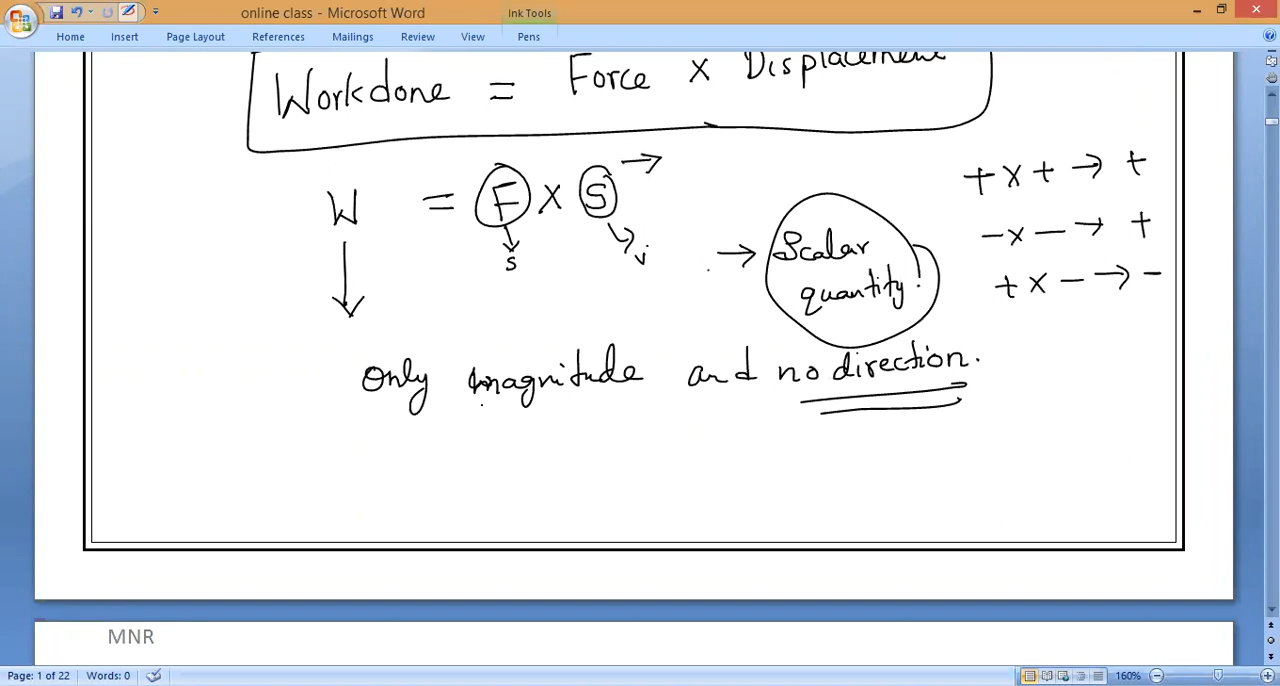 online class - Microsoft Word
Ink Tools
Home Insert Page Layout References Mailings Review View Pens
Workdone = Force x Displacement
W = F x S →
s
v
→ Scalar quantity!
+ x + → +
- x - → +
+ x - → -
Only magnitude and no direction.
MNR
Page: 1 of 22 Words: 0 160%